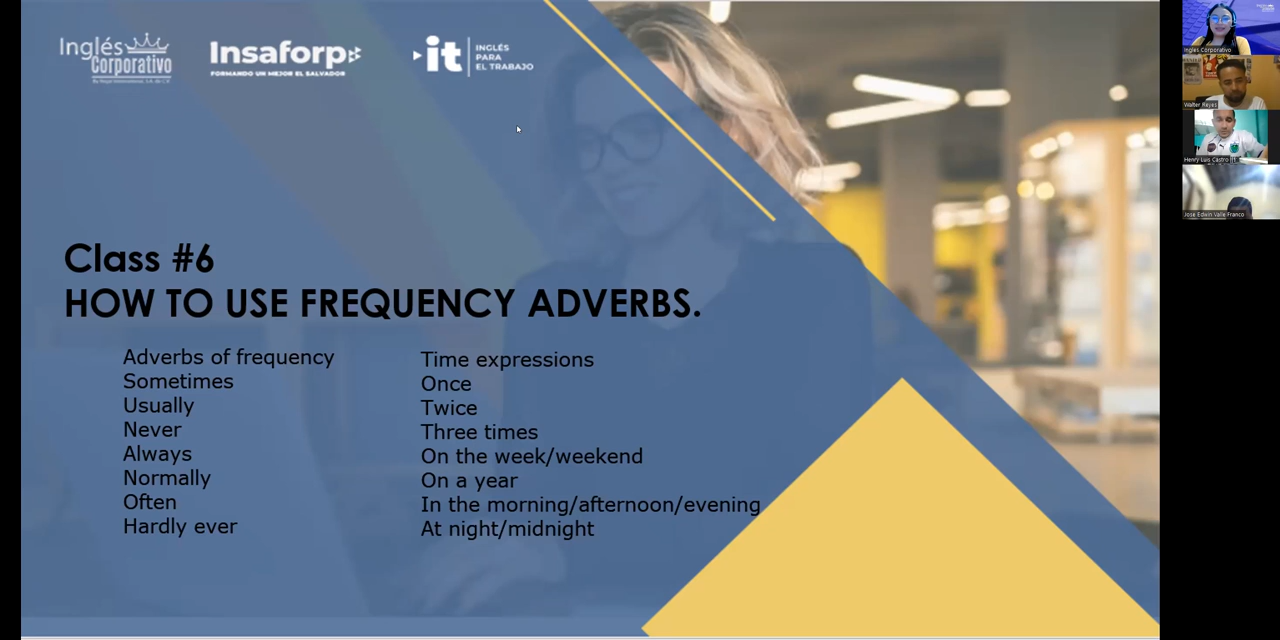 Inglés
Corporativo
Insaforp
FORMANDO UN MEJOR EL SALVADOR
it
INGLÉS
PARA
EL TRABAJO
Class #6
HOW TO USE FREQUENCY ADVERBS.
Adverbs of frequency
Sometimes
Usually
Never
Always
Normally
Often
Hardly ever
Time expressions
Once
Twice
Three times
On the week/weekend
On a year
In the morning/afternoon/evening
At night/midnight
Ingles Corporativo
Walter Reyes
Henry Luis Castro
Jose Edwin Valle Franco